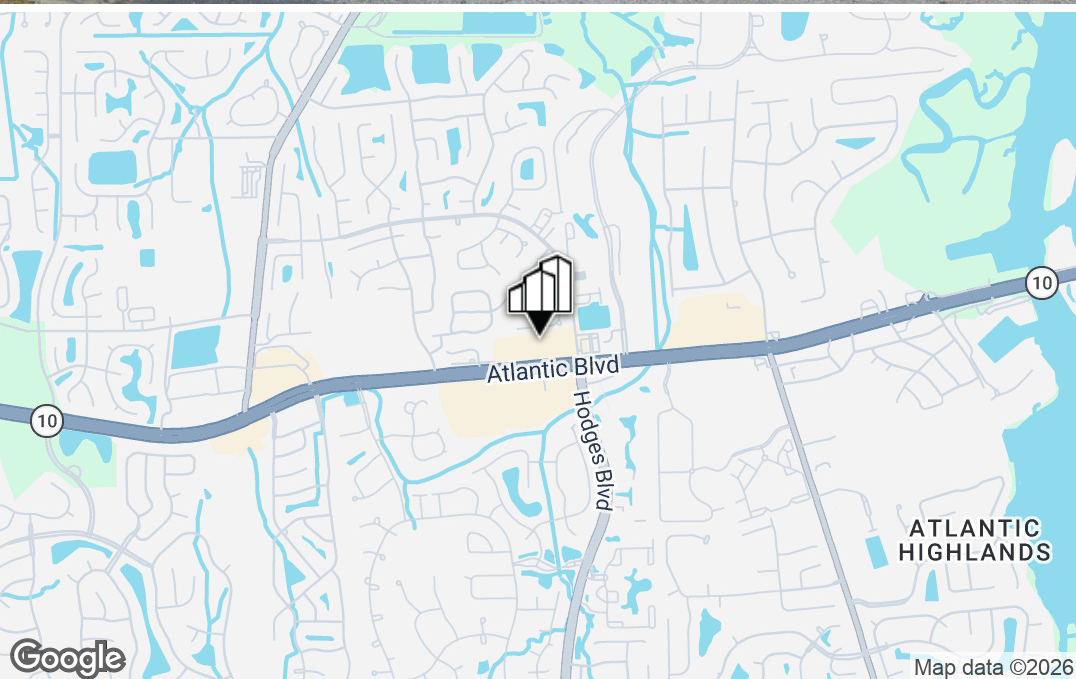 10
Atlantic Blvd
10
Hodges Blvd
ATLANTIC
HIGHLANDS
Google
Map data ©2026